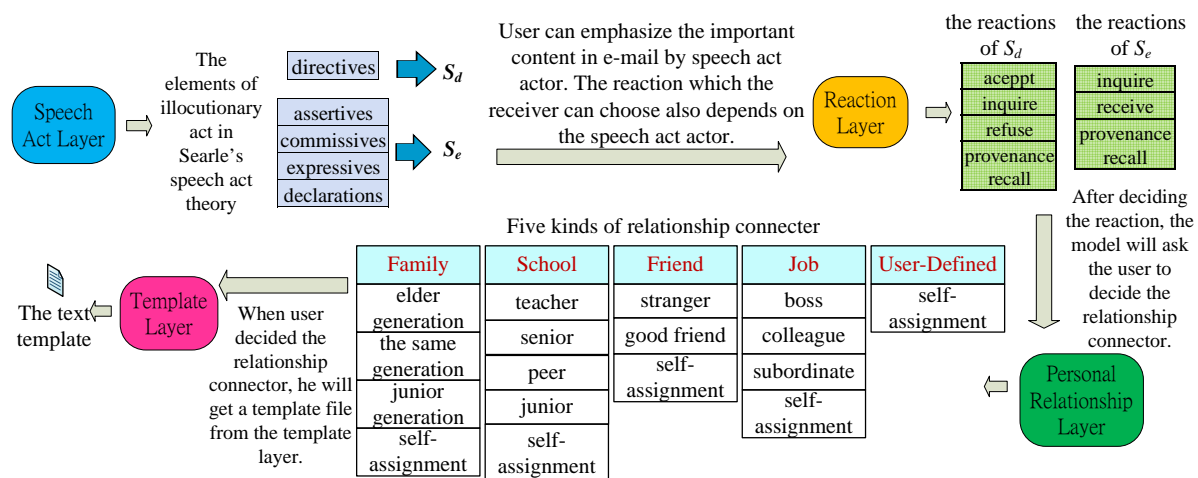 Speech
Act Layer
The
elements of
illocutionary
act in
Searle's
speech act
theory
directives
S_d
assertives
commissives
expressives
declarations
S_e
User can emphasize the important
content in e-mail by speech act
actor. The reaction which the
receiver can choose also depends on
the speech act actor.
Reaction
Layer
the reactions
of S_d
aceppt
inquire
refuse
provenance
recall
the reactions
of S_e
inquire
receive
provenance
recall
After deciding
the reaction, the
model will ask
the user to
decide the
relationship
connector.
Personal
Relationship
Layer
Five kinds of relationship connecter
Family
elder
generation
the same
generation
junior
generation
self-
assignment
School
teacher
senior
peer
junior
self-
assignment
Friend
stranger
good friend
self-
assignment
Job
boss
colleague
subordinate
self-
assignment
User-Defined
self-
assignment
When user
decided the
relationship
connector, he will
get a template file
from the template
layer.
Template
Layer
The text
template